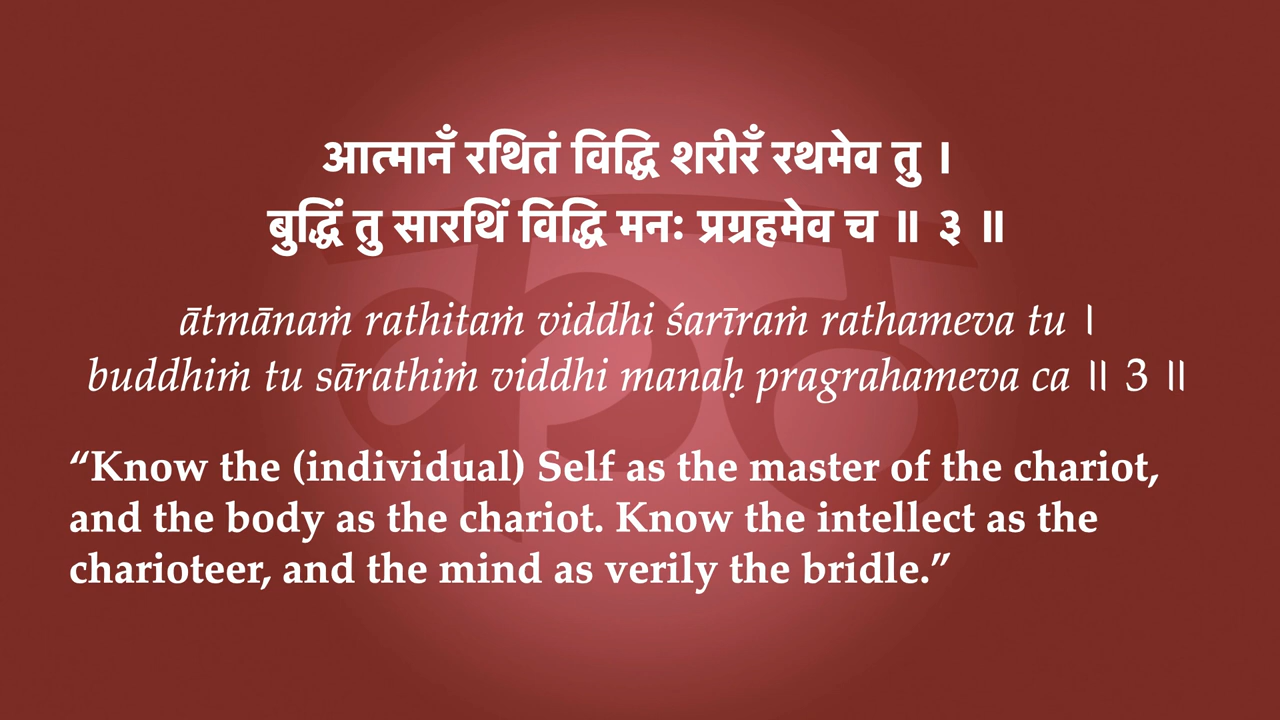 आत्मानँ रथितं विद्धि शरीरँ रथमेव तु ।
बुद्धिं तु सारथिं विद्धि मनः प्रग्रहमेव च ॥ ३ ॥
ātmānaṁ rathitaṁ viddhi śarīraṁ rathameva tu ।
buddhiṁ tu sārathiṁ viddhi manaḥ pragrahameva ca ॥ 3 ॥
“Know the (individual) Self as the master of the chariot,
and the body as the chariot. Know the intellect as the
charioteer, and the mind as verily the bridle.”
कठ